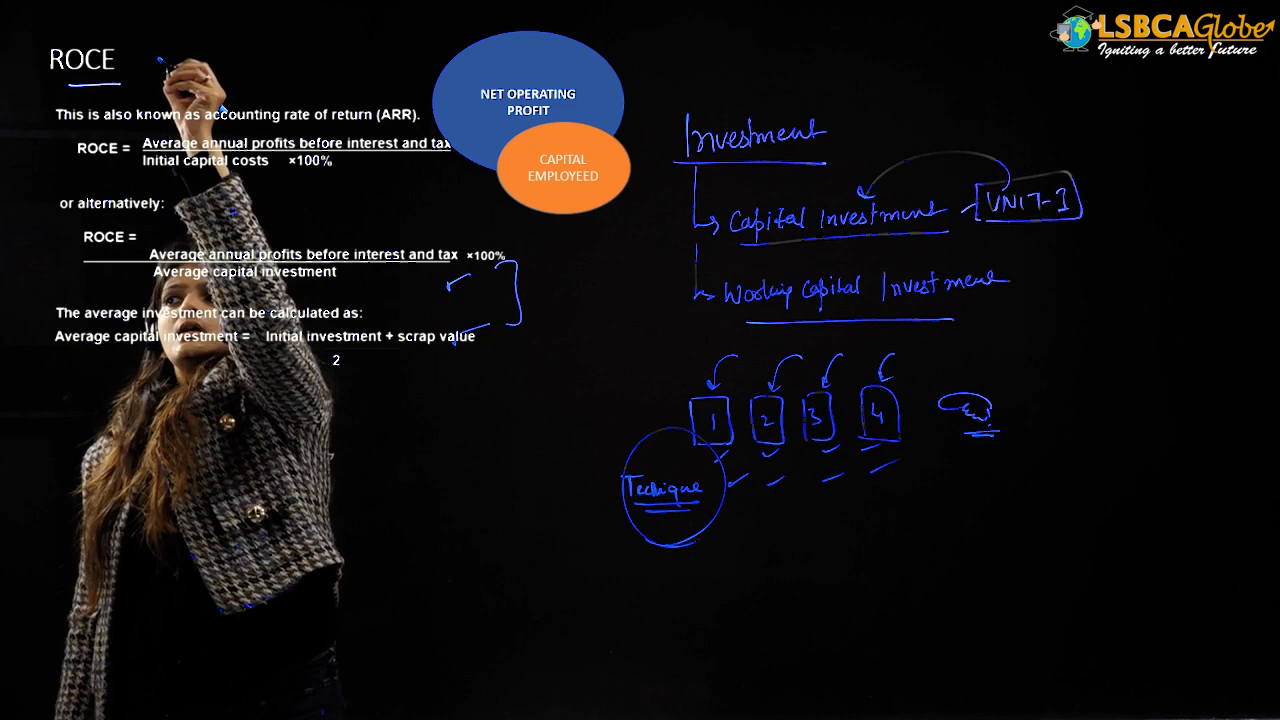 LSBCAGlobe
Igniting a better future
ROCE
This is also known as accounting rate of return (ARR).
ROCE = Average annual profits before interest and tax
Initial capital costs ×100%
or alternatively:
ROCE =
Average annual profits before interest and tax ×100%
Average capital investment
The average investment can be calculated as:
Average capital investment = Initial investment + scrap value
2
NET OPERATING
PROFIT
CAPITAL
EMPLOYEED
Investment
Capital Investment - UNIT-1
Working Capital Investment
1 2 3 4
Technique